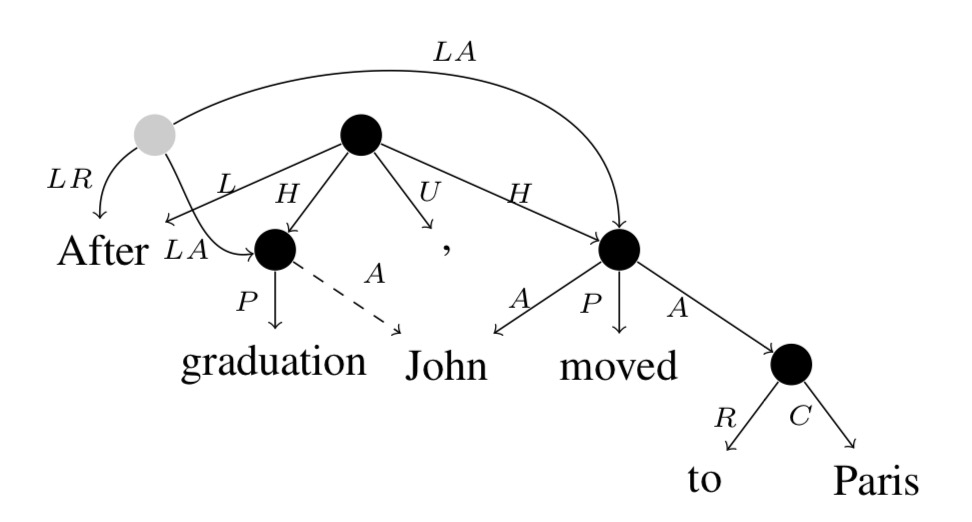 LA
LR
L H U H
After LA ,
P A A P A
graduation John moved
R C
to Paris